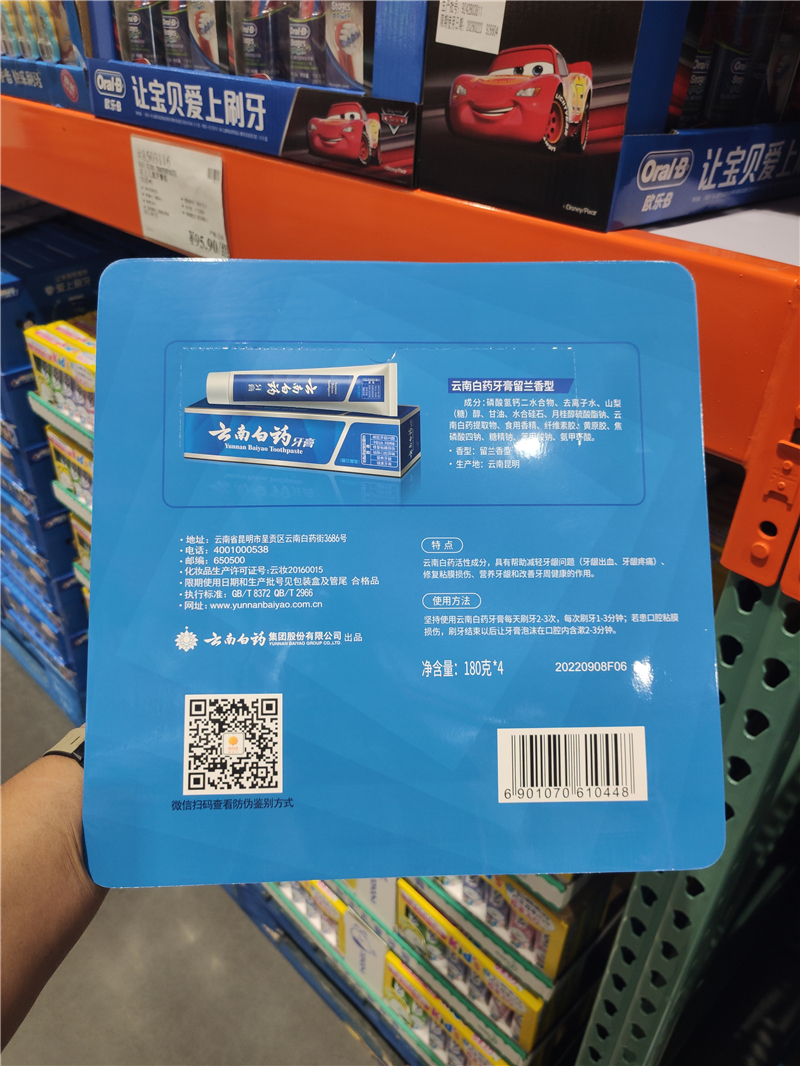 Oral-B
欧乐-B
让宝贝爱上刷牙
Oral-B
欧乐-B
让宝贝爱上
Disney/Pixar
¥95.90
云南白药牙膏
Yunnan Baiyao Toothpaste
云南白药牙膏留兰香型
成分：磷酸氢钙二水合物、去离子水、山梨
（糖）醇、甘油、水合硅石、月桂醇硫酸酯钠、云
南白药提取物、食用香精、纤维素胶、黄原胶、焦
磷酸四钠、糖精钠、苯甲酸钠、氨甲环酸。
· 香型：留兰香型
· 生产地：云南昆明
· 地址：云南省昆明市呈贡区云南白药街3686号
· 电话：4001000538
· 邮编：650500
· 化妆品生产许可证号：云妆20160015
· 限期使用日期和生产批号见包装盒及管尾 合格品
· 执行标准：GB/T 8372 QB/T 2966
· 网址：www.yunnanbaiyao.com.cn
云南白药 集团股份有限公司 出品
YUNNAN BAIYAO GROUP CO.,LTD.
特点
云南白药活性成分，具有帮助减轻牙龈问题（牙龈出血、牙龈疼痛）、
修复粘膜损伤、营养牙龈和改善牙周健康的作用。
使用方法
坚持使用云南白药牙膏每天刷牙2-3次，每次刷牙1-3分钟；若患口腔粘膜
损伤，刷牙结束以后让牙膏泡沫在口腔内含漱2-3分钟。
净含量：180克*4
20220908F06
微信扫码查看防伪鉴别方式
6 901070 610448